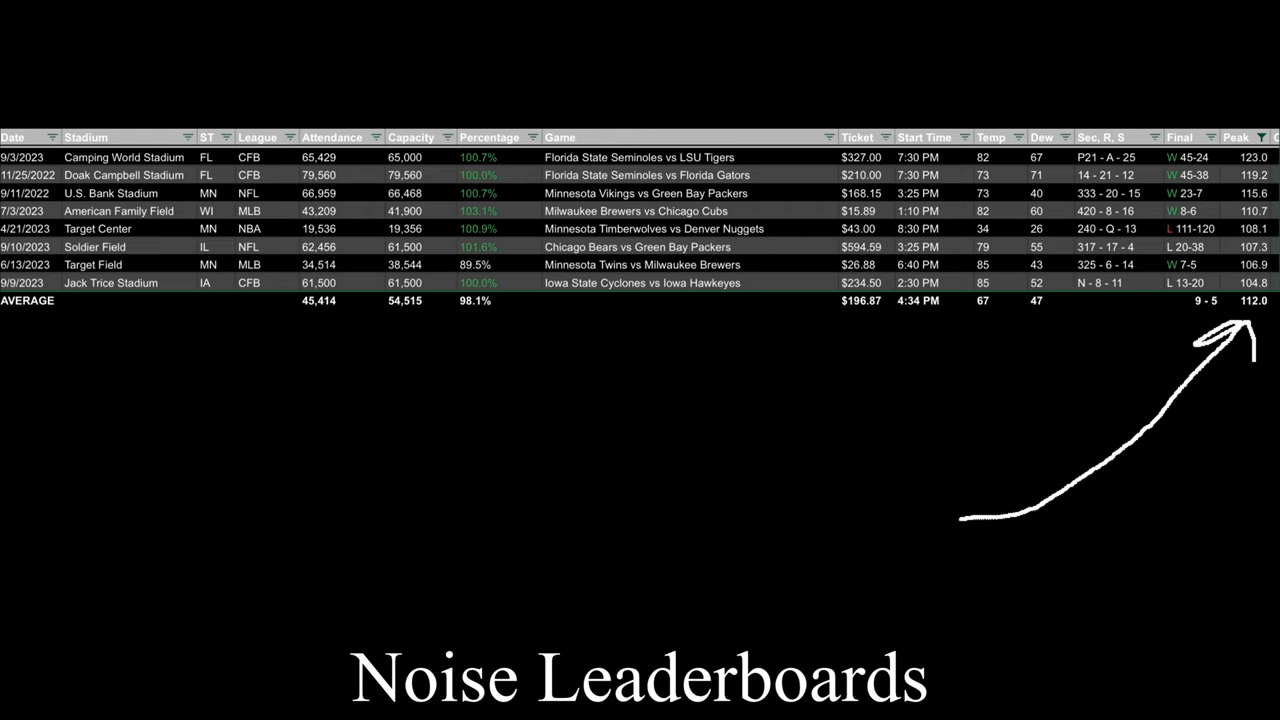 Date Stadium ST League Attendance Capacity Percentage Game Ticket Start Time Temp Dew Sec, R, S Final Peak
9/3/2023 Camping World Stadium FL CFB 65,429 65,000 100.7% Florida State Seminoles vs LSU Tigers $327.00 7:30 PM 82 67 P21 - A - 25 W 45-24 123.0
11/25/2022 Doak Campbell Stadium FL CFB 79,560 79,560 100.0% Florida State Seminoles vs Florida Gators $210.00 7:30 PM 73 71 14 - 21 - 12 W 45-38 119.2
9/11/2022 U.S. Bank Stadium MN NFL 66,959 66,468 100.7% Minnesota Vikings vs Green Bay Packers $168.15 3:25 PM 73 40 333 - 20 - 15 W 23-7 115.6
7/3/2023 American Family Field WI MLB 43,209 41,900 103.1% Milwaukee Brewers vs Chicago Cubs $15.89 1:10 PM 82 60 420 - 8 - 16 W 8-6 110.7
4/21/2023 Target Center MN NBA 19,536 19,356 100.9% Minnesota Timberwolves vs Denver Nuggets $43.00 8:30 PM 34 26 240 - Q - 13 L 111-120 108.1
9/10/2023 Soldier Field IL NFL 62,456 61,500 101.6% Chicago Bears vs Green Bay Packers $594.59 3:25 PM 79 55 317 - 17 - 4 L 20-38 107.3
6/13/2023 Target Field MN MLB 34,514 38,544 89.5% Minnesota Twins vs Milwaukee Brewers $26.88 6:40 PM 85 43 325 - 6 - 14 W 7-5 106.9
9/9/2023 Jack Trice Stadium IA CFB 61,500 61,500 100.0% Iowa State Cyclones vs Iowa Hawkeyes $234.50 2:30 PM 85 52 N - 8 - 11 L 13-20 104.8
AVERAGE 45,414 54,515 98.1% $196.87 4:34 PM 67 47 9 - 5 112.0
Noise Leaderboards